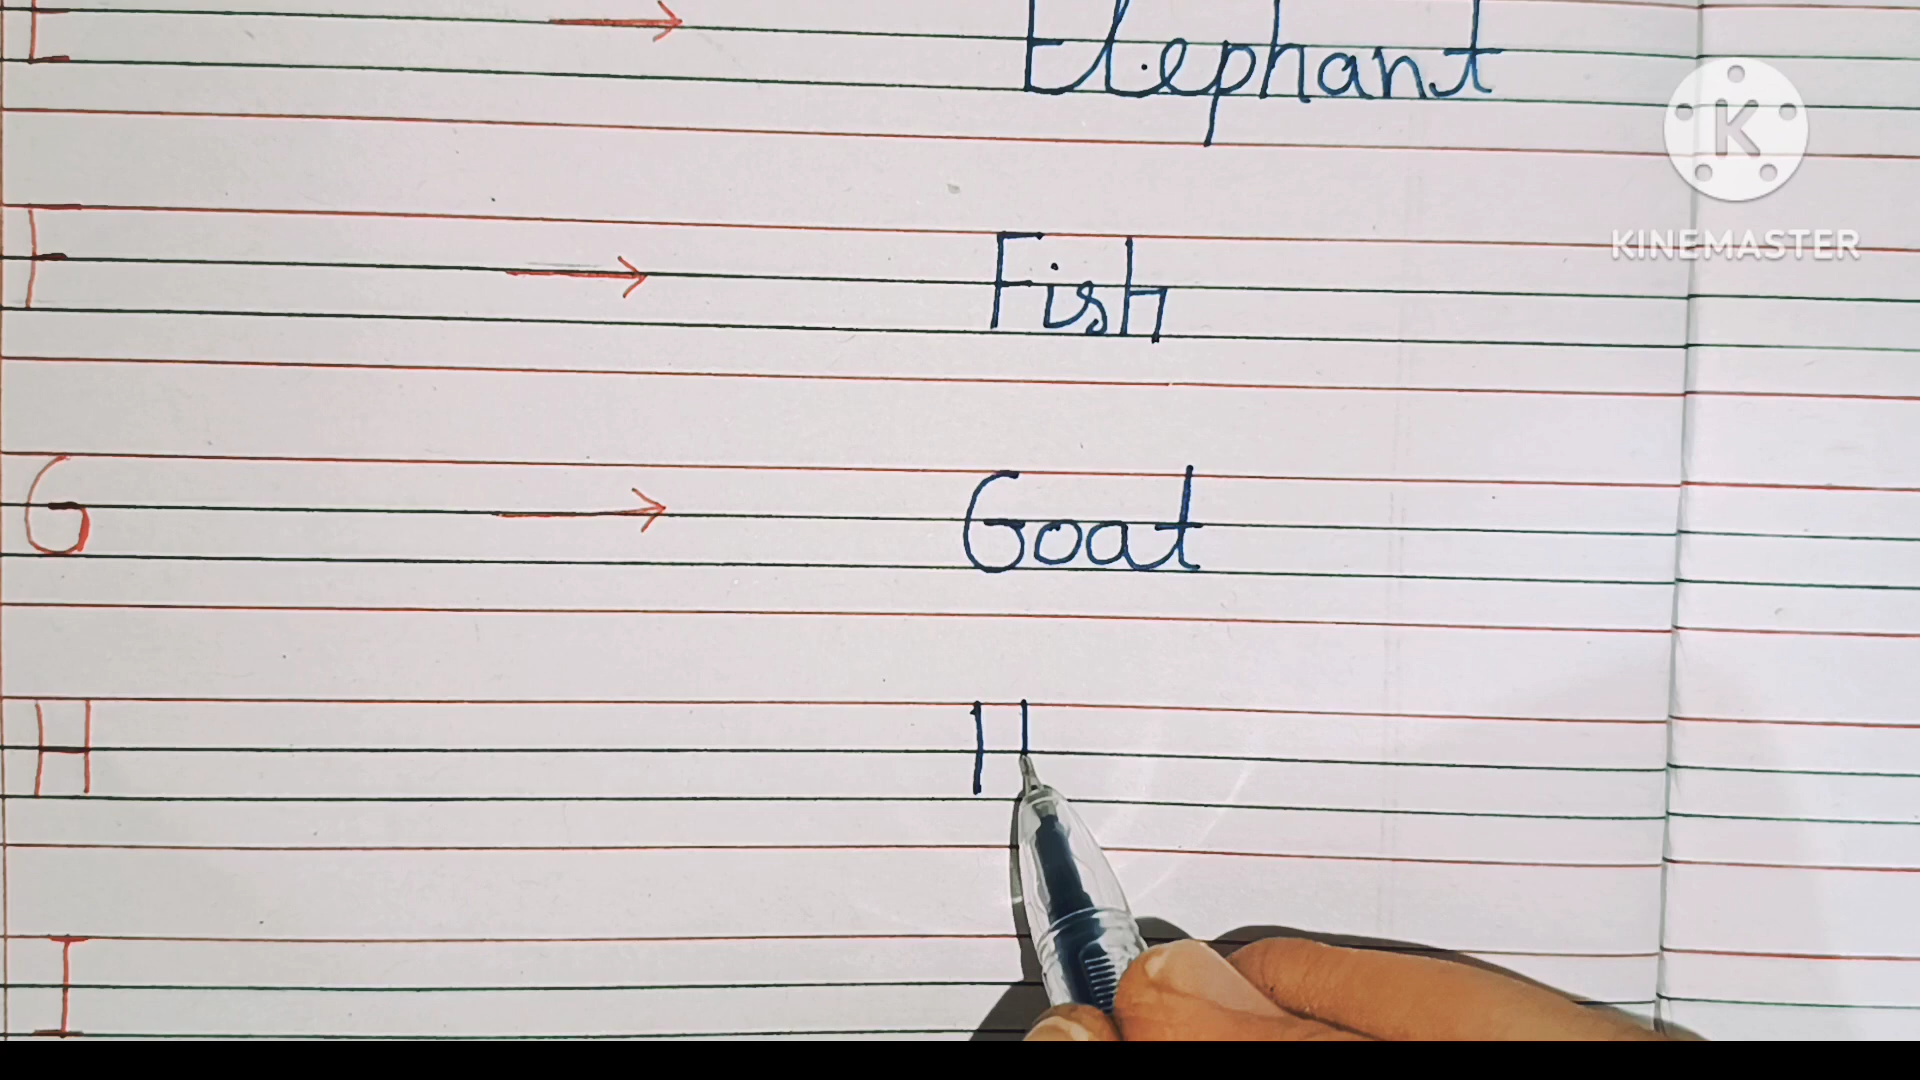 E → Elephant
K
KINEMASTER
F → Fish
G → Goat
H
I